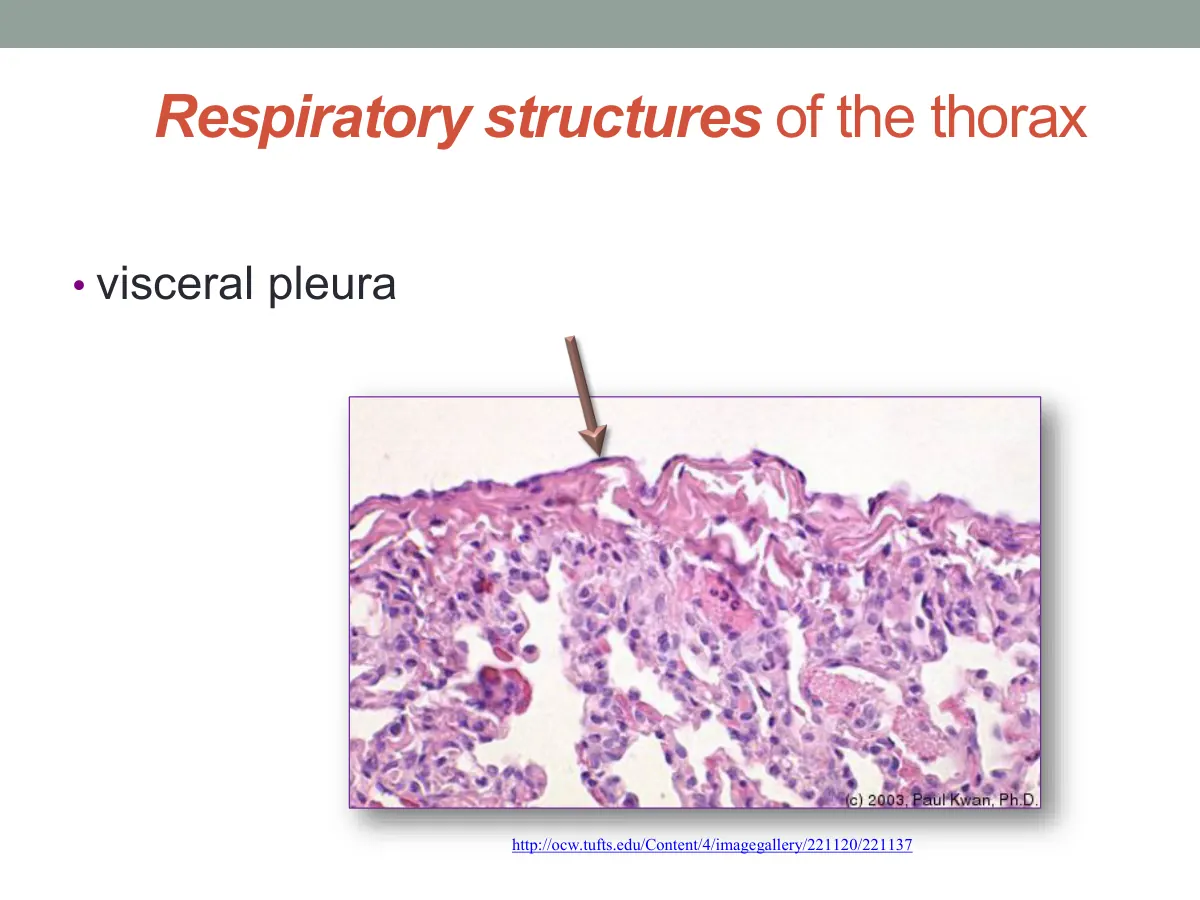 Respiratory structures of the thorax
• visceral pleura
(c) 2003, Paul Kwan, Ph.D.
http://ocw.tufts.edu/Content/4/imagegallery/221120/221137